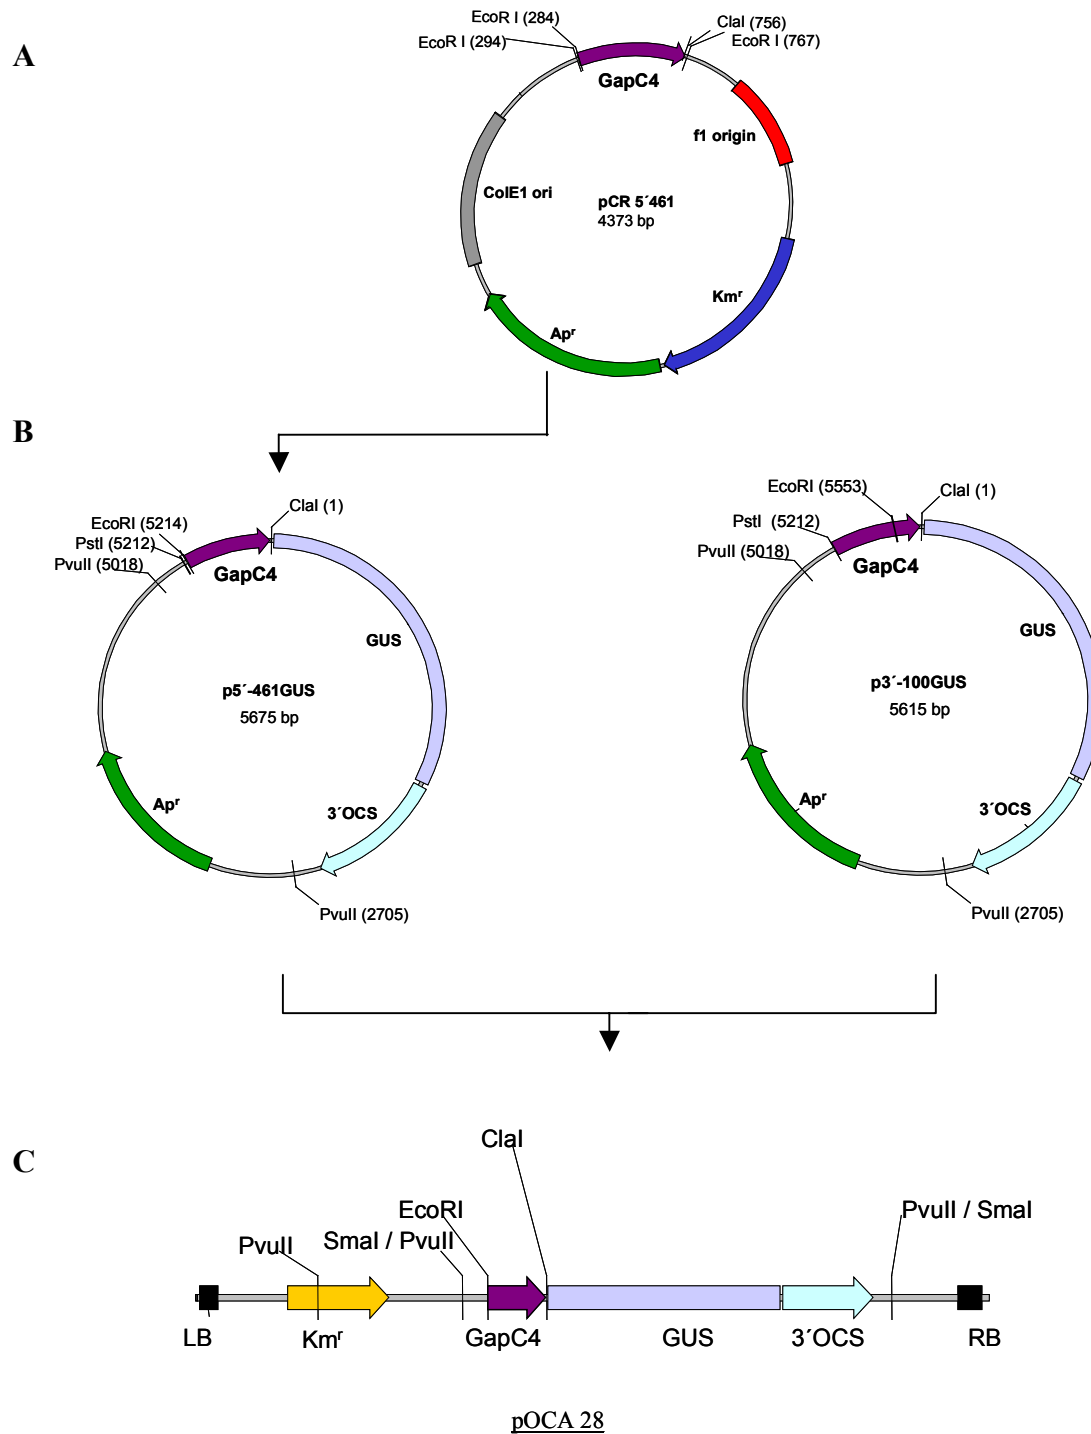 A
EcoR I (284)
EcoR I (294)
ClaI (756)
EcoR I (767)
GapC4
f1 origin
ColE1 ori
pCR 5´461
4373 bp
Kmʳ
Apʳ
B
ClaI (1)
EcoRI (5214)
PstI (5212)
PvuII (5018)
GapC4
GUS
p5´-461GUS
5675 bp
3´OCS
Apʳ
PvuII (2705)
EcoRI (5553)
ClaI (1)
PstI (5212)
PvuII (5018)
GapC4
GUS
p3´-100GUS
5615 bp
Apʳ
3´OCS
PvuII (2705)
C
ClaI
EcoRI
PvuII / SmaI
SmaI / PvuII
PvuII
LB
Kmʳ
GapC4
GUS
3´OCS
RB
pOCA 28